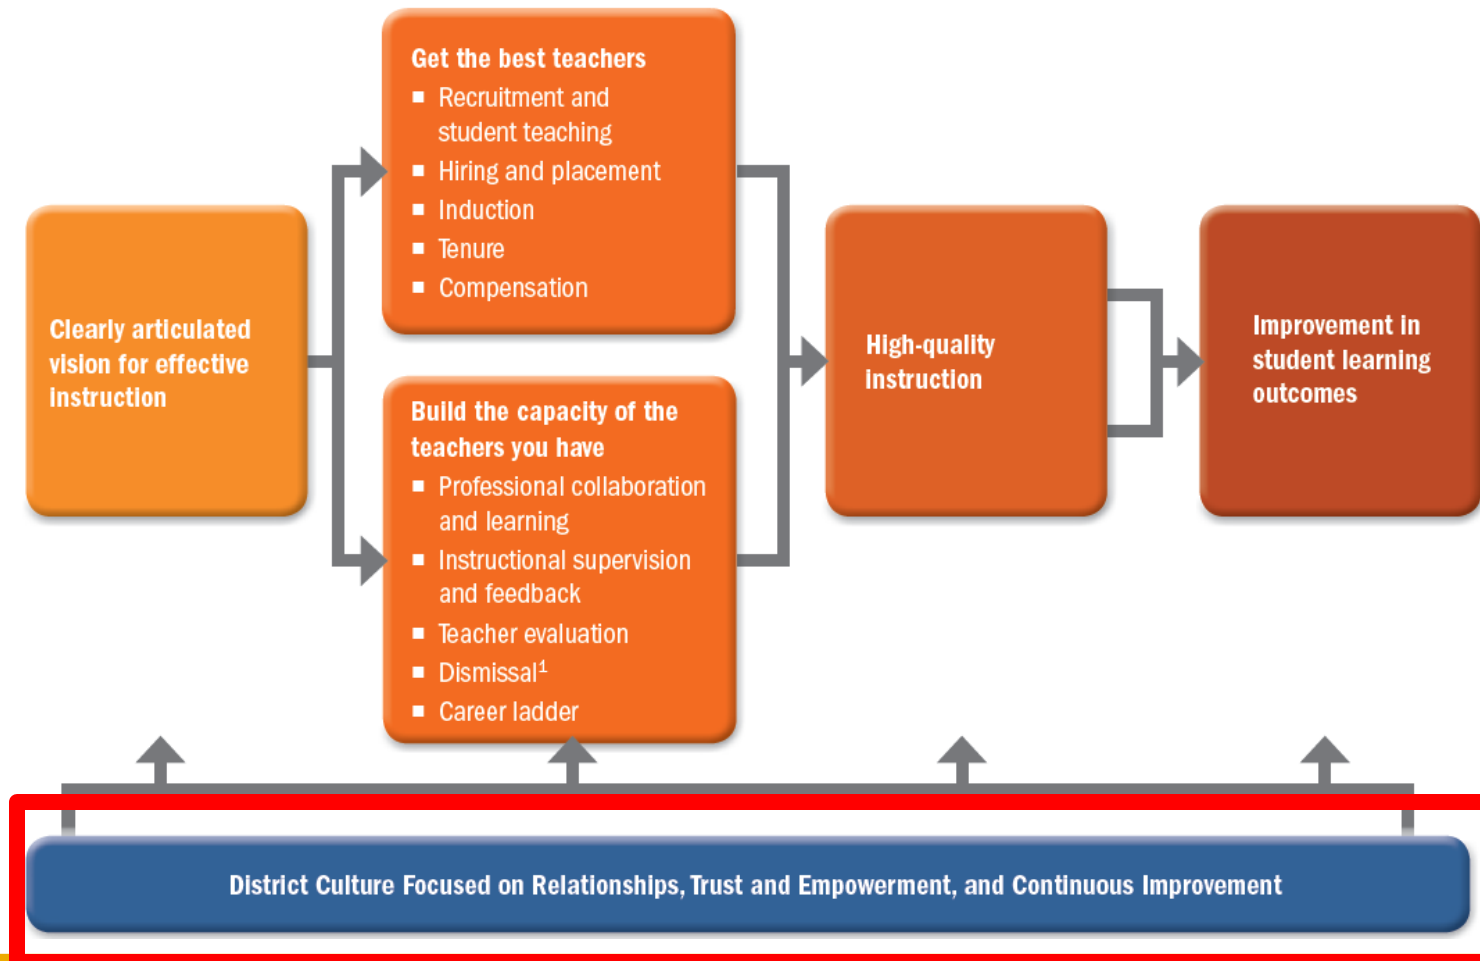 Clearly articulated
vision for effective
instruction
Get the best teachers
■ Recruitment and
student teaching
■ Hiring and placement
■ Induction
■ Tenure
■ Compensation
Build the capacity of the
teachers you have
■ Professional collaboration
and learning
■ Instructional supervision
and feedback
■ Teacher evaluation
■ Dismissal¹
■ Career ladder
High-quality
instruction
Improvement in
student learning
outcomes
District Culture Focused on Relationships, Trust and Empowerment, and Continuous Improvement